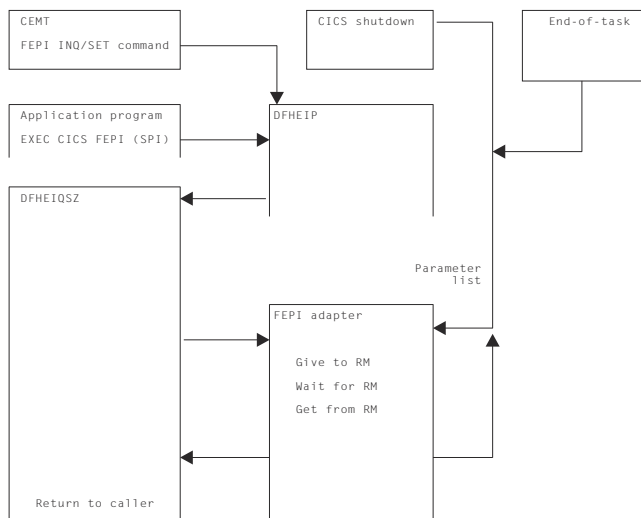 CEMT
FEPI INQ/SET command
CICS shutdown
End-of-task
Application program
EXEC CICS FEPI (SPI)
DFHEIP
DFHEIQSZ
Parameter
list
FEPI adapter
Give to RM
Wait for RM
Get from RM
Return to caller